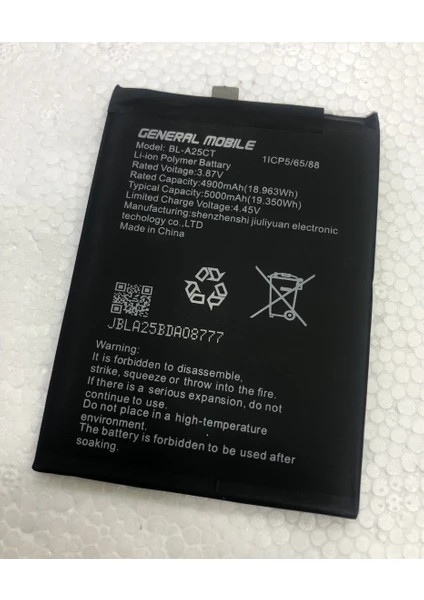 GENERAL MOBILE
Model: BL-A25CT
Li-ion Polymer Battery 1ICP5/65/88
Rated Voltage:3.87V
Rated Capacity:4900mAh(18.963Wh)
Typical Capacity:5000mAh(19.350Wh)
Limited Charge Voltage:4.45V
Manufacturing:shenzhenshi jiuliyuan electronic
techology co.,LTD
Made in China
JBLA25BDA08777
Warning:
It is forbidden to disassemble,
strike, squeeze or throw into the fire.
If there is a severe expansion, do not
continue to use.
Do not place in a high-temperature
environment.
The battery is forbidden to be used after
soaking.